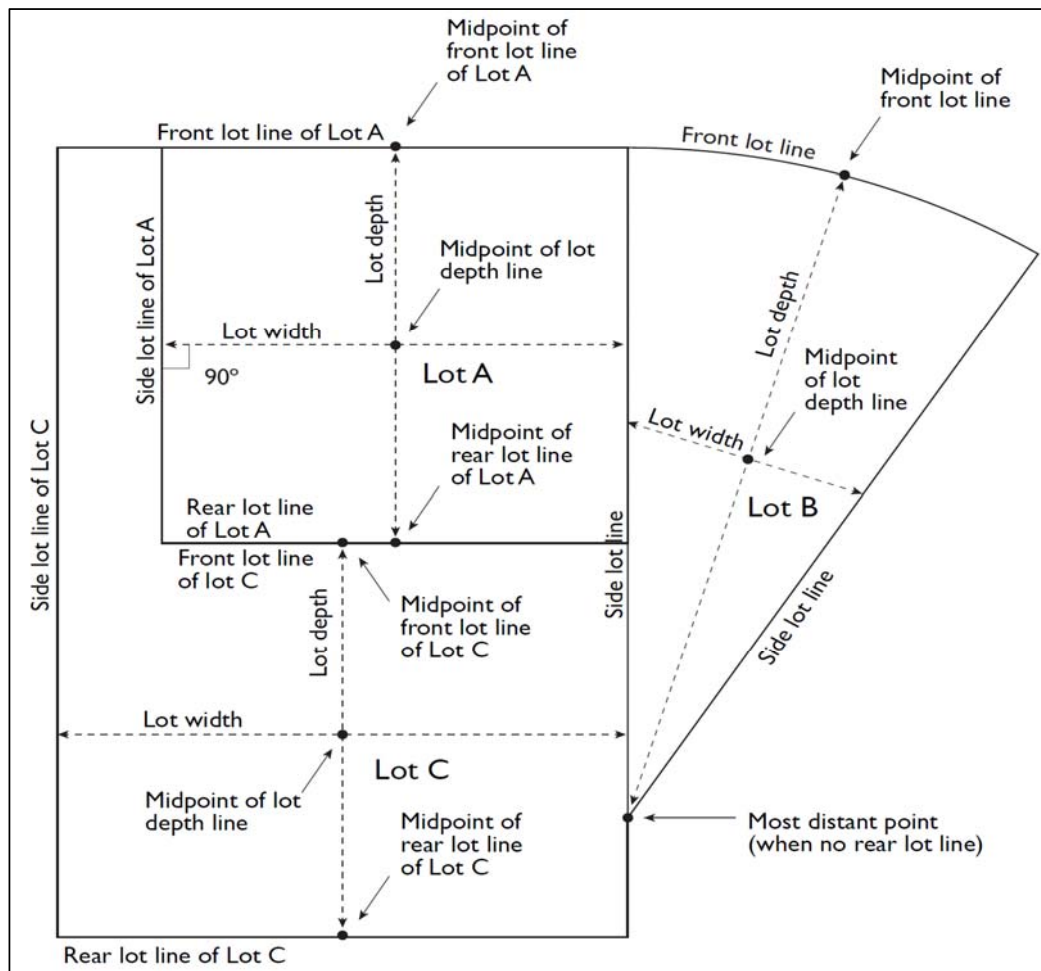 Midpoint of
front lot line
of Lot A
Midpoint of
front lot line
Front lot line of Lot A
Front lot line
Side lot line of Lot A
Lot depth
Midpoint of lot
depth line
Lot width
90º
Lot A
Lot depth
Midpoint
of lot
depth line
Lot width
Lot B
Midpoint of
rear lot line
of Lot A
Side lot line of Lot C
Rear lot line
of Lot A
Front lot line
of lot C
Side lot line
Side lot line
Lot depth
Midpoint of
front lot line
of Lot C
Lot width
Lot C
Midpoint of lot
depth line
Midpoint of
rear lot line
of Lot C
Most distant point
(when no rear lot line)
Rear lot line of Lot C